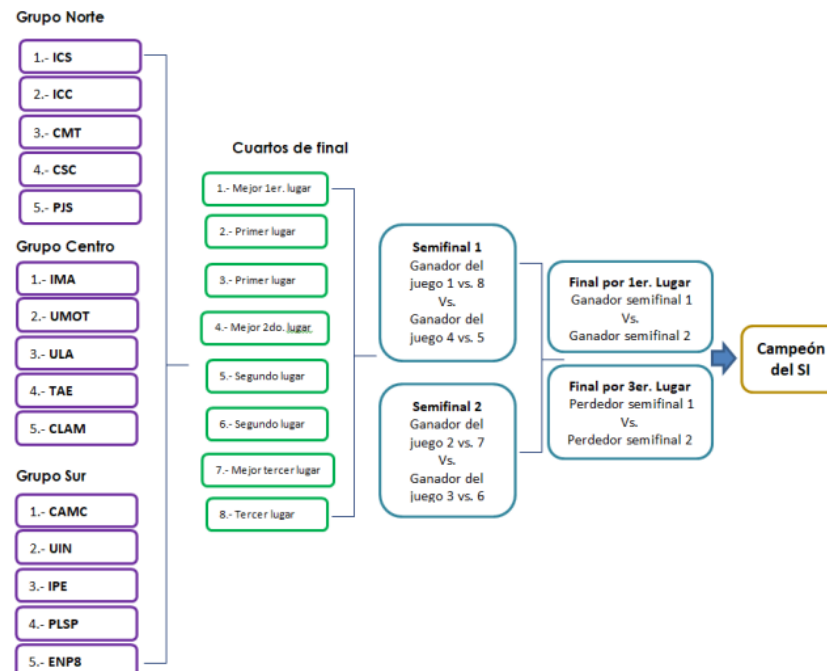 Grupo Norte
1.- ICS
2.- ICC
3.- CMT
4.- CSC
5.- PJS
Grupo Centro
1.- IMA
2.- UMOT
3.- ULA
4.- TAE
5.- CLAM
Grupo Sur
1.- CAMC
2.- UIN
3.- IPE
4.- PLSP
5.- ENP8
Cuartos de final
1.- Mejor 1er. lugar
2.- Primer lugar
3.- Primer lugar
4.- Mejor 2do. lugar
5.- Segundo lugar
6.- Segundo lugar
7.- Mejor tercer lugar
8.- Tercer lugar
Semifinal 1
Ganador del
juego 1 vs. 8
Vs.
Ganador del
juego 4 vs. 5
Semifinal 2
Ganador del
juego 2 vs. 7
Vs.
Ganador del
juego 3 vs. 6
Final por 1er. Lugar
Ganador semifinal 1
Vs.
Ganador semifinal 2
Final por 3er. Lugar
Perdedor semifinal 1
Vs.
Perdedor semifinal 2
Campeón
del SI